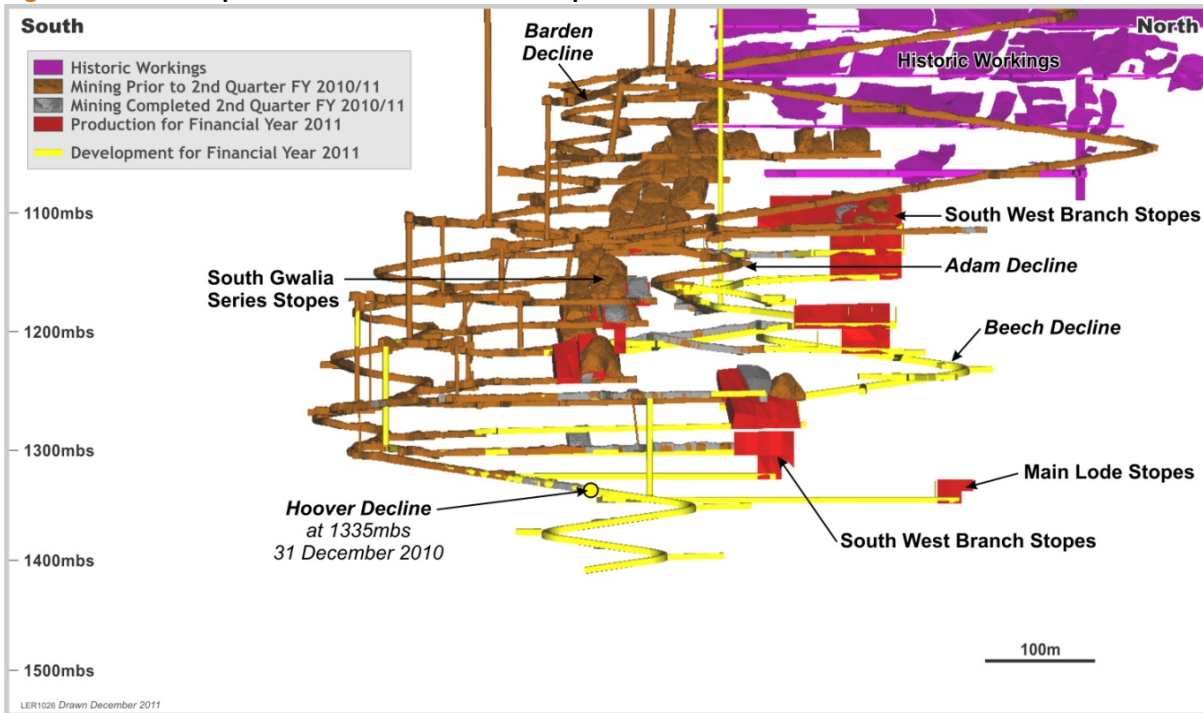 South
North
Historic Workings
Mining Prior to 2nd Quarter FY 2010/11
Mining Completed 2nd Quarter FY 2010/11
Production for Financial Year 2011
Development for Financial Year 2011
Barden
Decline
Historic Workings
1100mbs
South West Branch Stopes
Adam Decline
South Gwalia
Series Stopes
1200mbs
Beech Decline
1300mbs
Main Lode Stopes
Hoover Decline
at 1335mbs
31 December 2010
South West Branch Stopes
1400mbs
100m
1500mbs
LER1026 Drawn December 2011